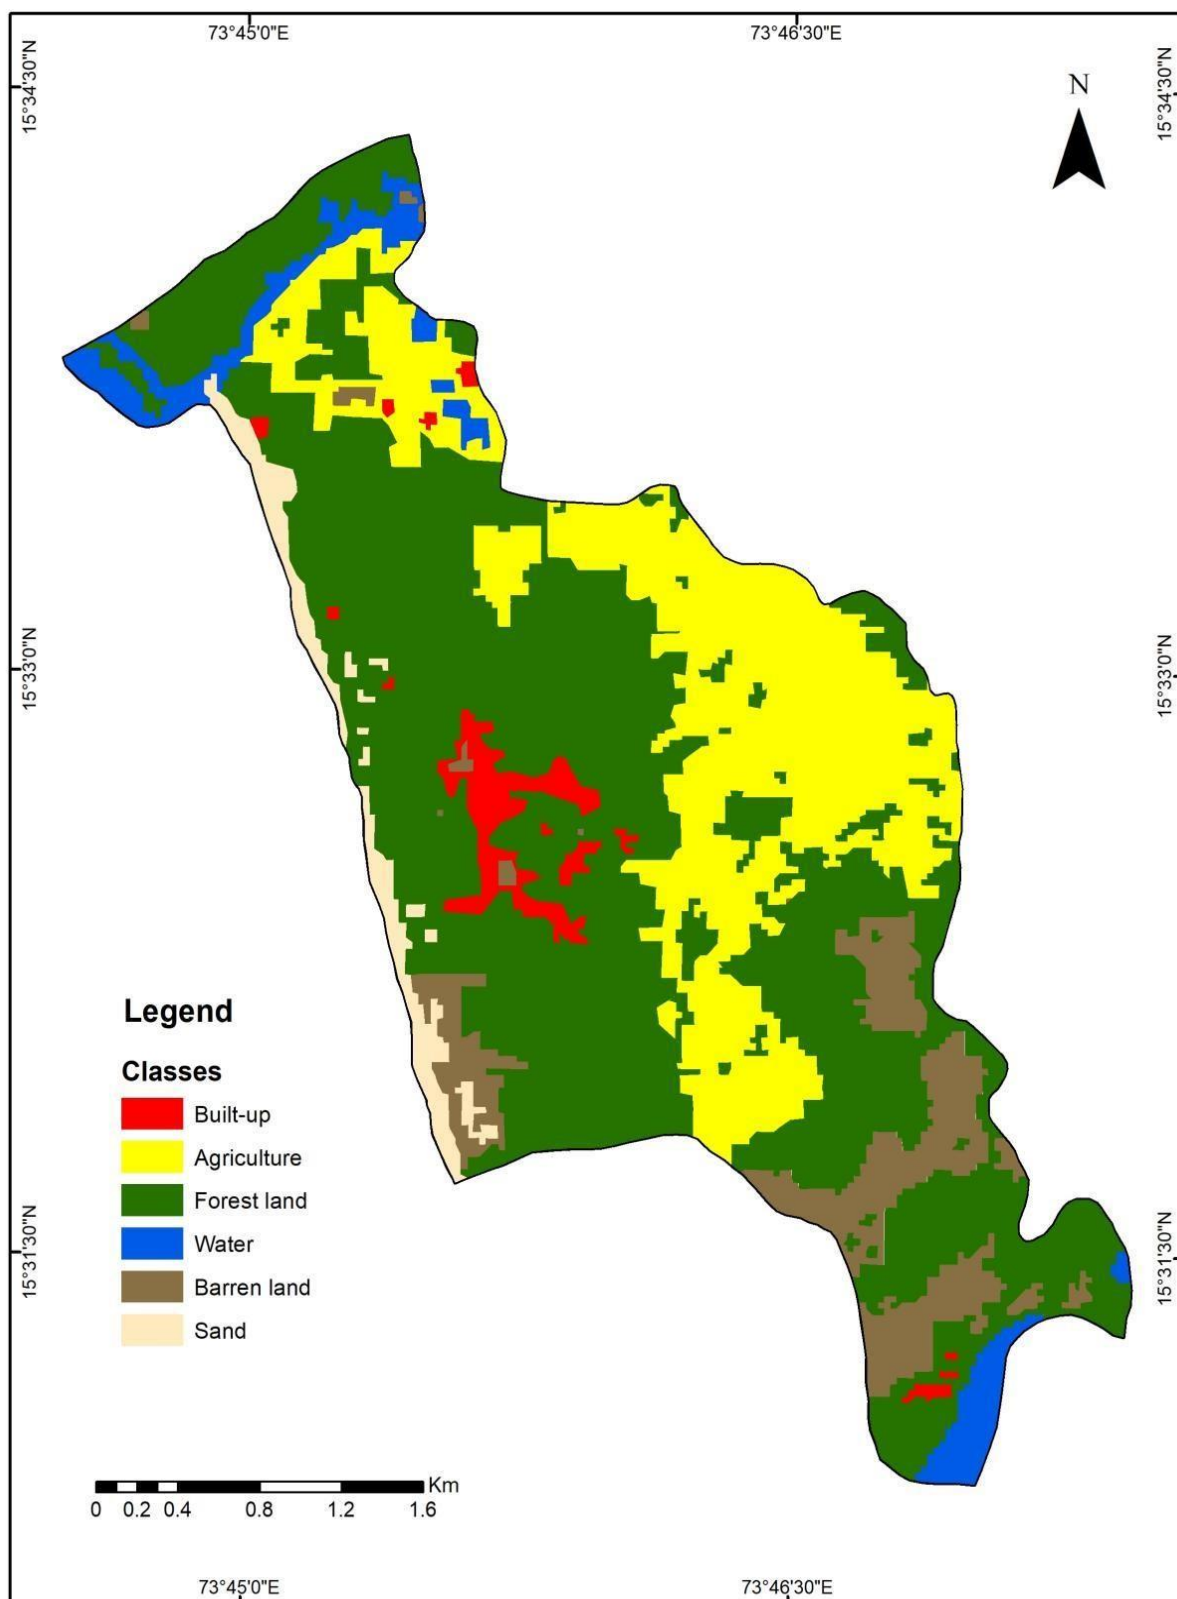 73°45'0"E
73°46'30"E
15°34'30"N
15°34'30"N
N
15°33'0"N
15°33'0"N
Legend
Classes
Built-up
Agriculture
Forest land
Water
Barren land
Sand
15°31'30"N
15°31'30"N
Km
0 0.2 0.4 0.8 1.2 1.6
73°45'0"E
73°46'30"E